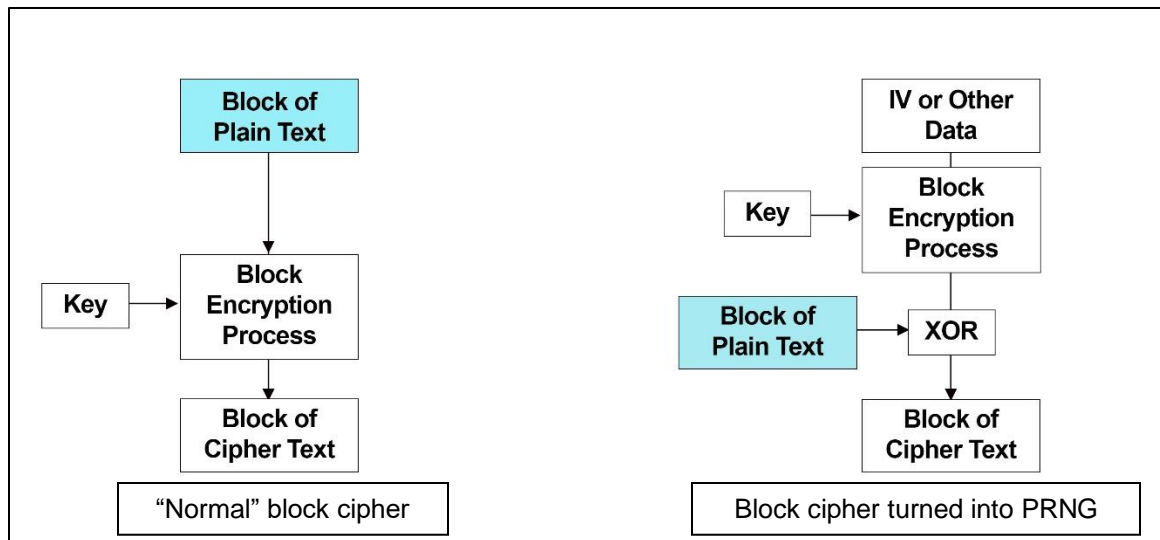 Block of
Plain Text
Key
Block
Encryption
Process
Block of
Cipher Text
“Normal” block cipher
IV or Other
Data
Key
Block
Encryption
Process
Block of
Plain Text
XOR
Block of
Cipher Text
Block cipher turned into PRNG